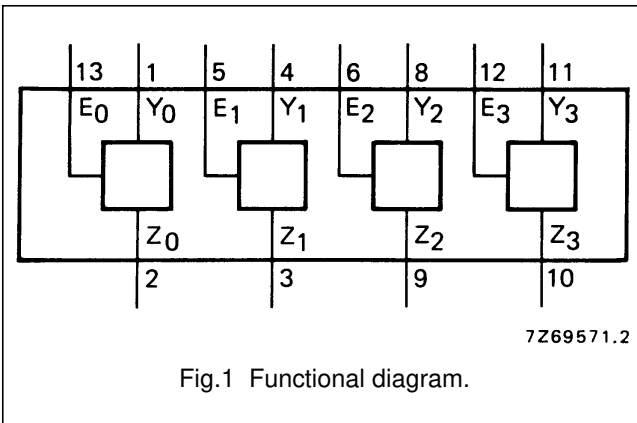 13 1 5 4 6 8 12 11
E0 Y0 E1 Y1 E2 Y2 E3 Y3
Z0 Z1 Z2 Z3
2 3 9 10
7Z69571.2
Fig.1 Functional diagram.